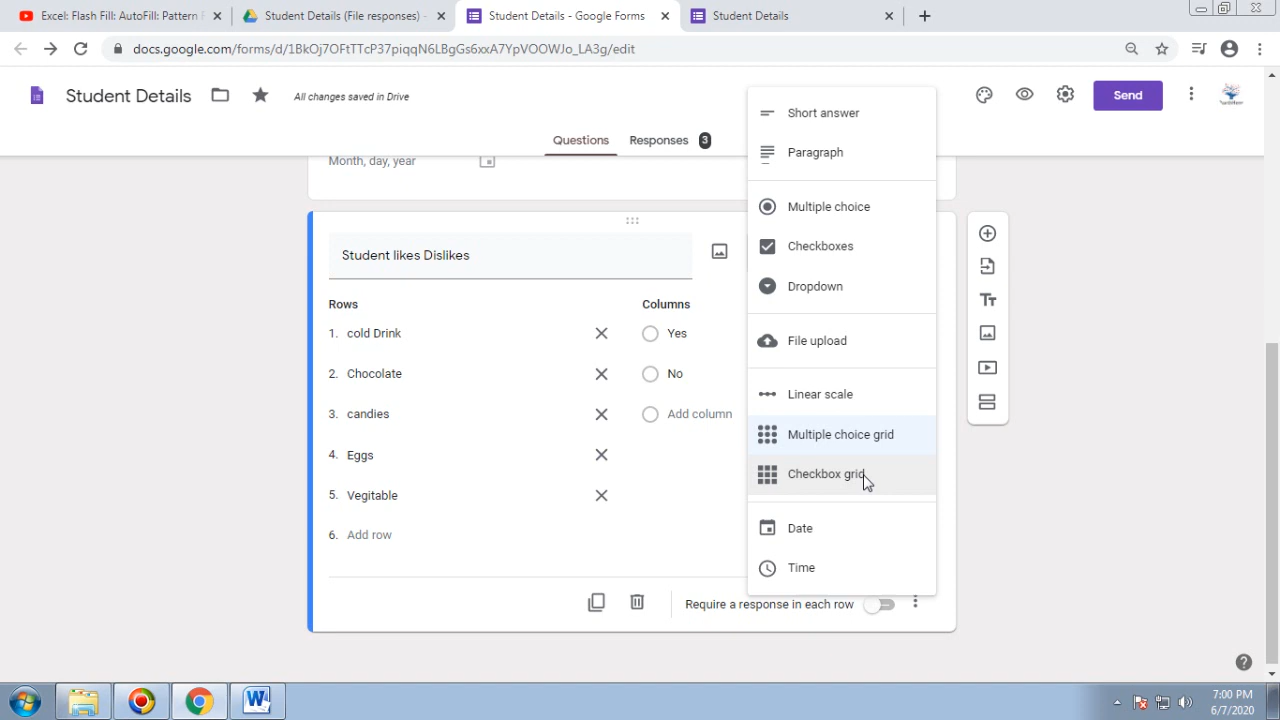 Excel: Flash Fill: AutoFill: Pattern F
Student Details (File responses)
Student Details - Google Forms
Student Details
docs.google.com/forms/d/1BkOj7OFtTTcP37piqqN6LBgGs6xxA7YpVOOWJo_LA3g/edit
Student Details
All changes saved in Drive
Send
Questions
Responses 3
Month, day, year
Student likes Dislikes
Rows
Columns
1. cold Drink
Yes
2. Chocolate
No
3. candies
Add column
4. Eggs
5. Vegitable
6. Add row
Require a response in each row
Short answer
Paragraph
Multiple choice
Checkboxes
Dropdown
File upload
Linear scale
Multiple choice grid
Checkbox grid
Date
Time
7:00 PM
6/7/2020